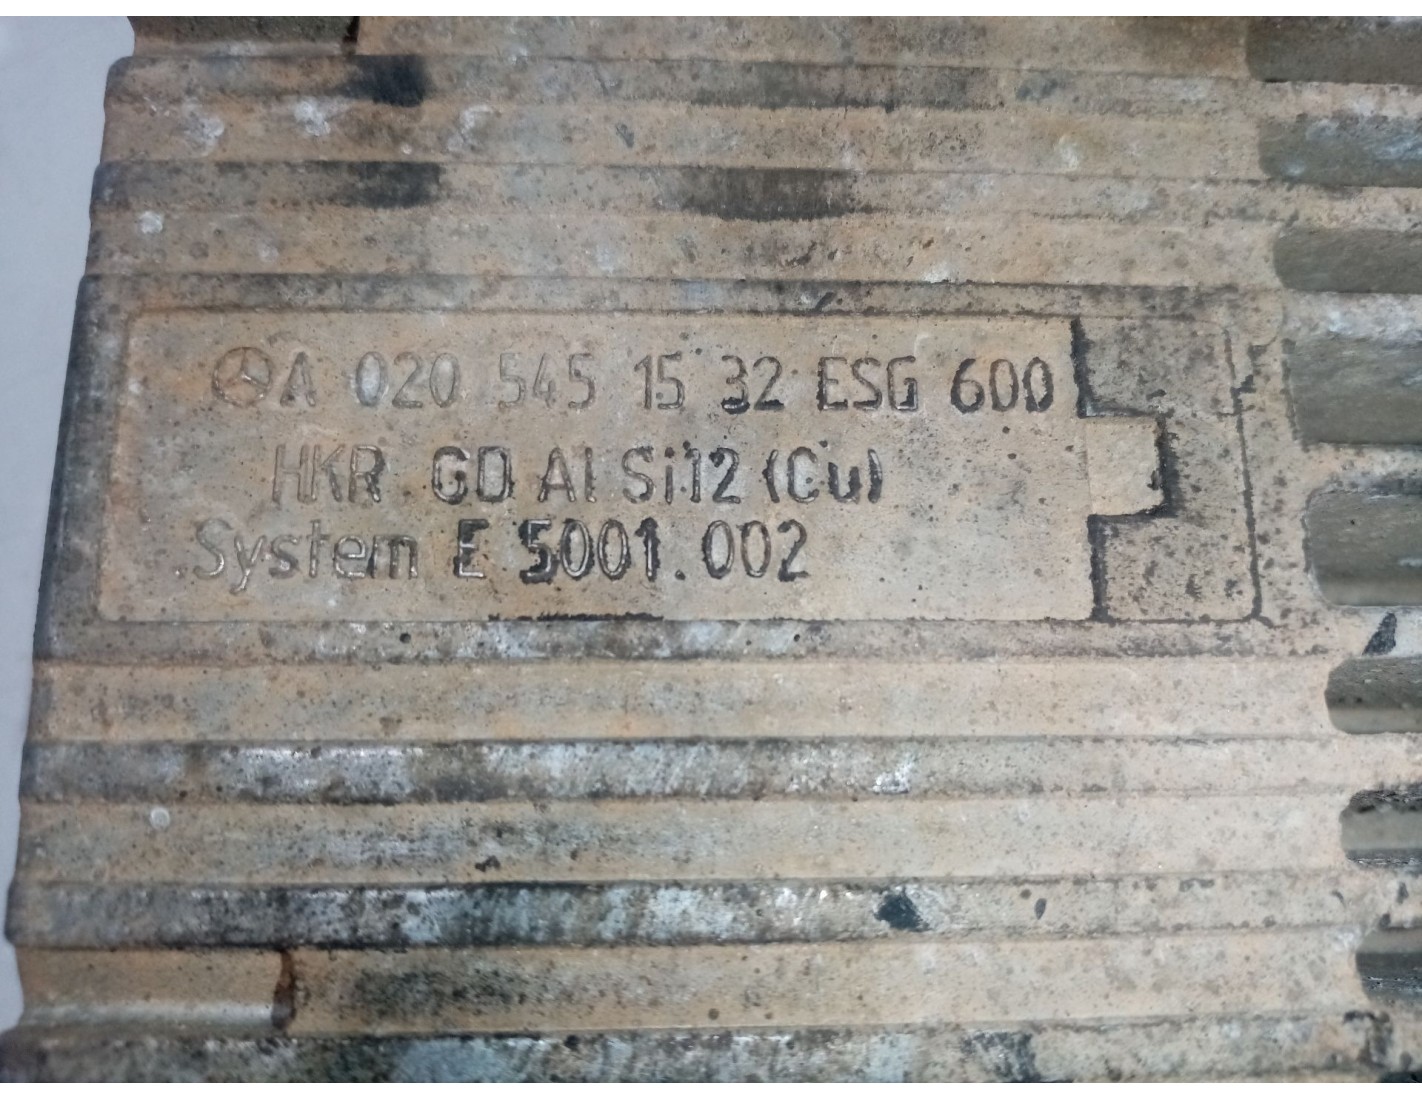 A 020 545 15 32 ESG 600
HKR GD Al Si12 (Cu)
System E 5001.002